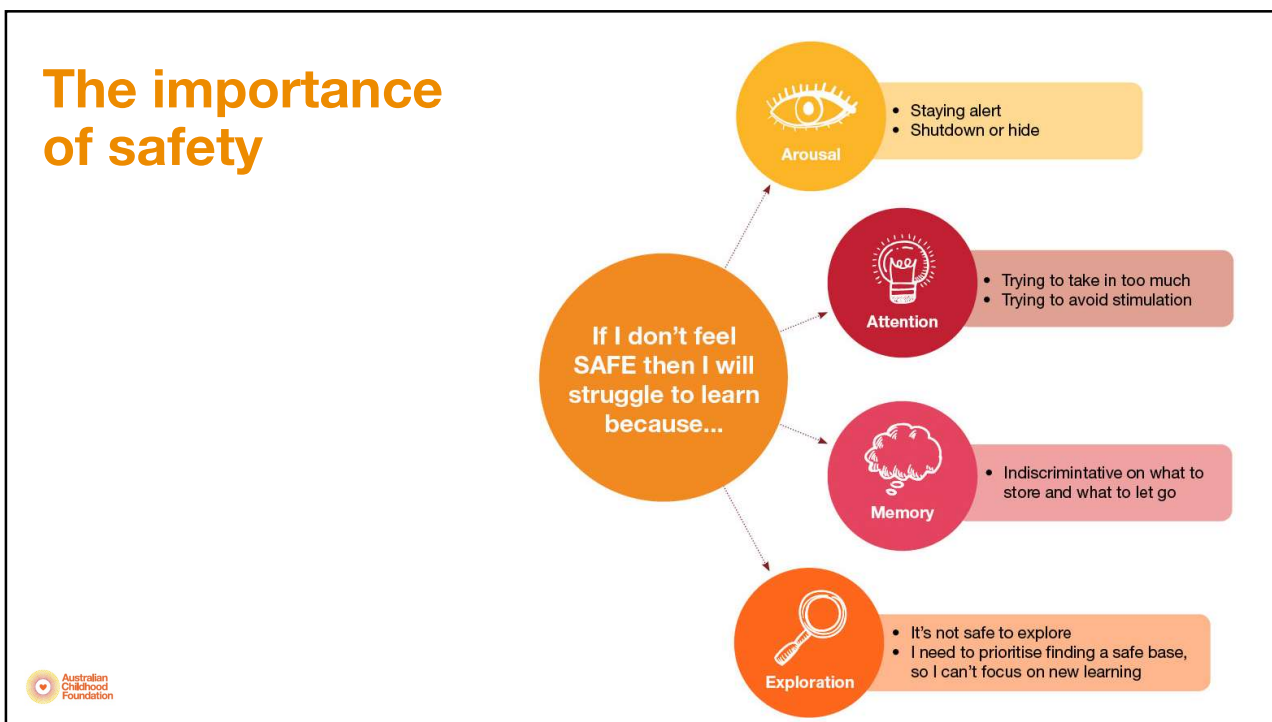 The importance
of safety
If I don't feel
SAFE then I will
struggle to learn
because...
Arousal
• Staying alert
• Shutdown or hide
Attention
• Trying to take in too much
• Trying to avoid stimulation
Memory
• Indiscrimintative on what to
store and what to let go
Exploration
• It's not safe to explore
• I need to prioritise finding a safe base,
so I can't focus on new learning
Australian
Childhood
Foundation